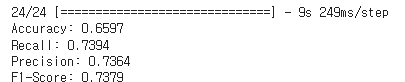 24/24 [==============================] - 9s 249ms/step
Accuracy: 0.6597
Recall: 0.7394
Precision: 0.7364
F1-Score: 0.7379